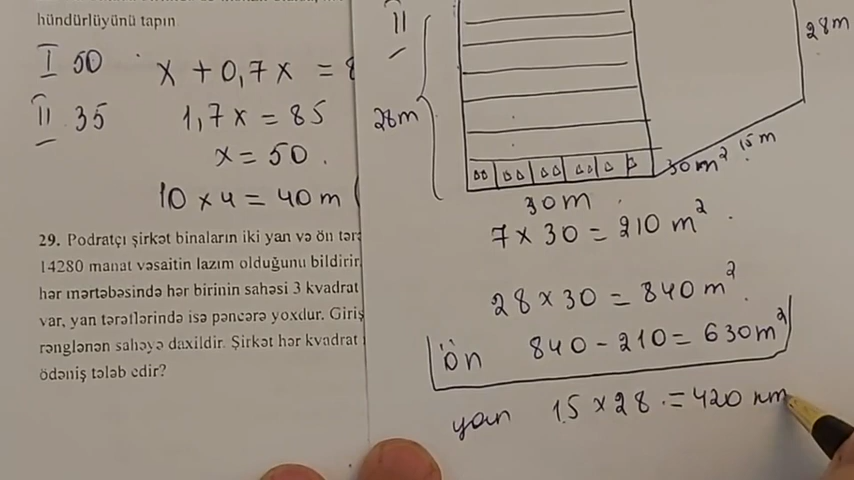 hündürlüyünü tapın
I 50
x + 0,7x = 8
II 35
1,7x = 85
x = 50.
10 x 4 = 40 m (
29. Podratçı şirkət binaların iki yan və ön tərə
14280 manat vəsaitin lazım olduğunu bildirir.
hər mərtəbəsində hər birinin sahəsi 3 kvadrat
var, yan tərəflərində isə pəncərə yoxdur. Giriş
rənglənən sahəyə daxildir. Şirkət hər kvadrat
ödəniş tələb edir?
II
28m
28m
30m² 15m
30m
7 x 30 = 210 m².
28 x 30 = 840 m².
ön 840 - 210 = 630 m²
yan 15 x 28 = 420